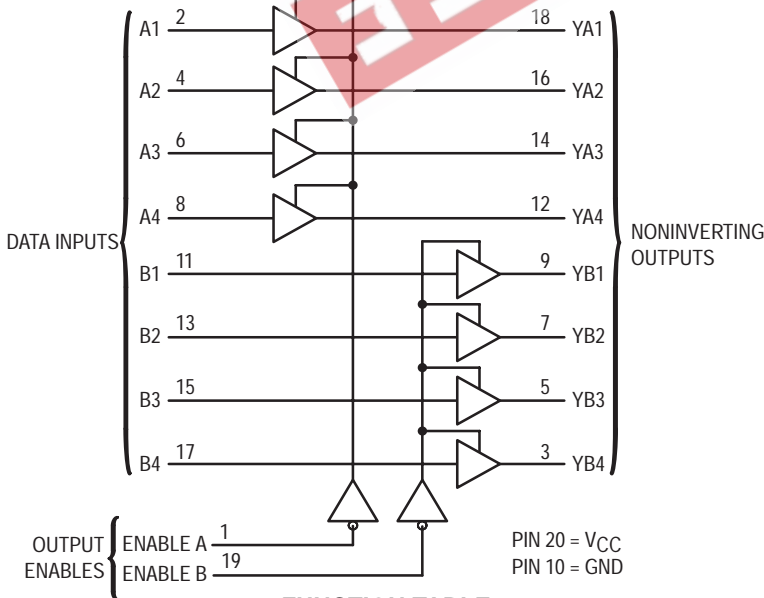 A1 2 18 YA1
A2 4 16 YA2
A3 6 14 YA3
A4 8 12 YA4
DATA INPUTS
NONINVERTING
OUTPUTS
B1 11 9 YB1
B2 13 7 YB2
B3 15 5 YB3
B4 17 3 YB4
OUTPUT
ENABLES
ENABLE A 1
ENABLE B 19
PIN 20 = VCC
PIN 10 = GND
FUNCTION TABLE